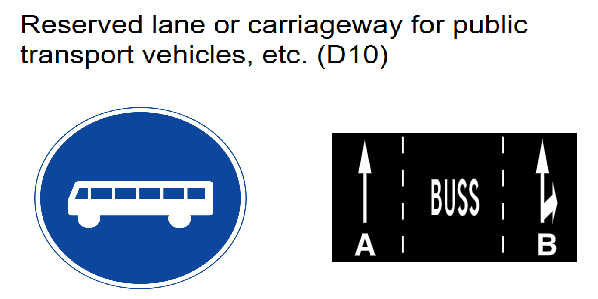 Reserved lane or carriageway for public
transport vehicles, etc. (D10)
BUSS
A
B